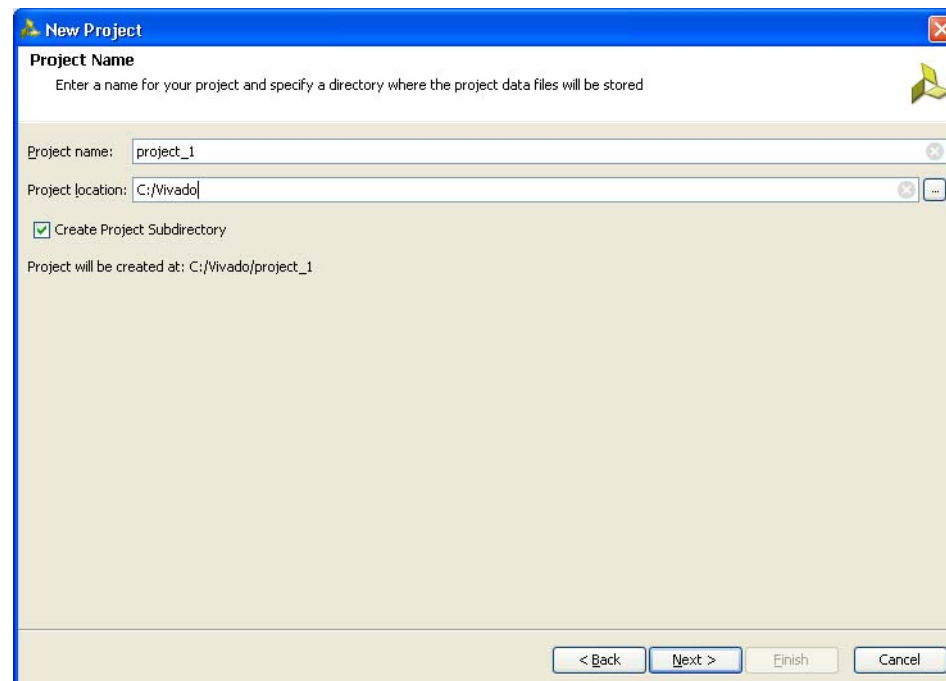 New Project
Project Name
Enter a name for your project and specify a directory where the project data files will be stored
Project name: project_1
Project location: C:/Vivado ...
Create Project Subdirectory
Project will be created at: C:/Vivado/project_1
< Back Next > Finish Cancel